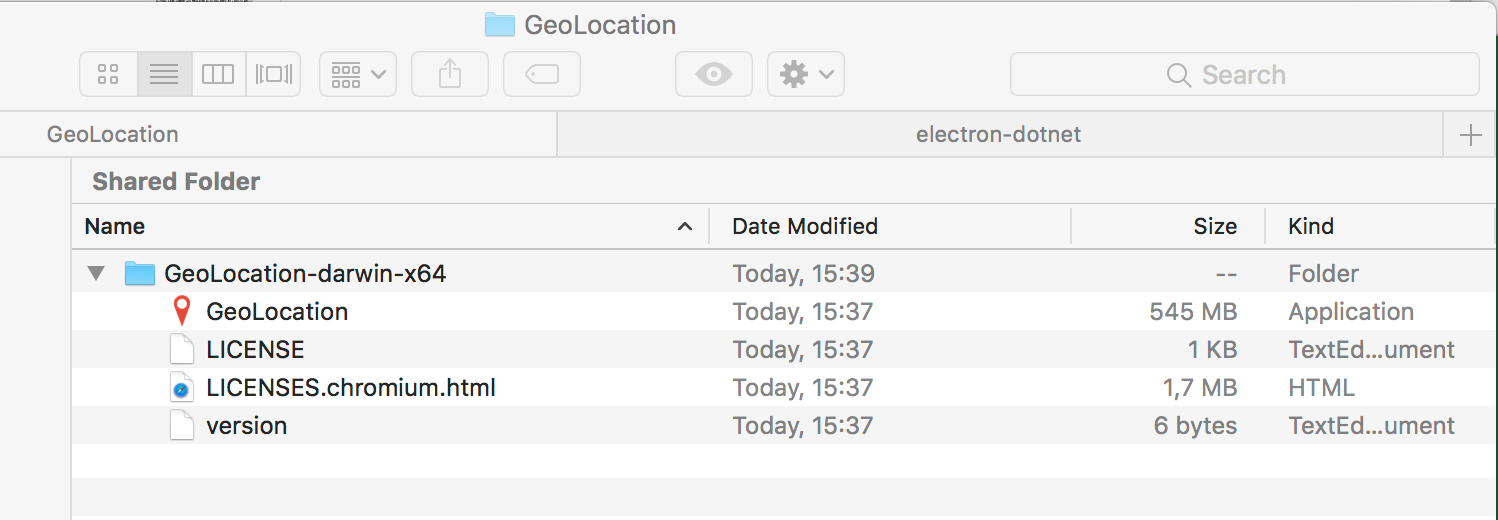 GeoLocation
Search
GeoLocation electron-dotnet
Shared Folder
Name Date Modified Size Kind
GeoLocation-darwin-x64 Today, 15:39 -- Folder
GeoLocation Today, 15:37 545 MB Application
LICENSE Today, 15:37 1 KB TextEd...ument
LICENSES.chromium.html Today, 15:37 1,7 MB HTML
version Today, 15:37 6 bytes TextEd...ument